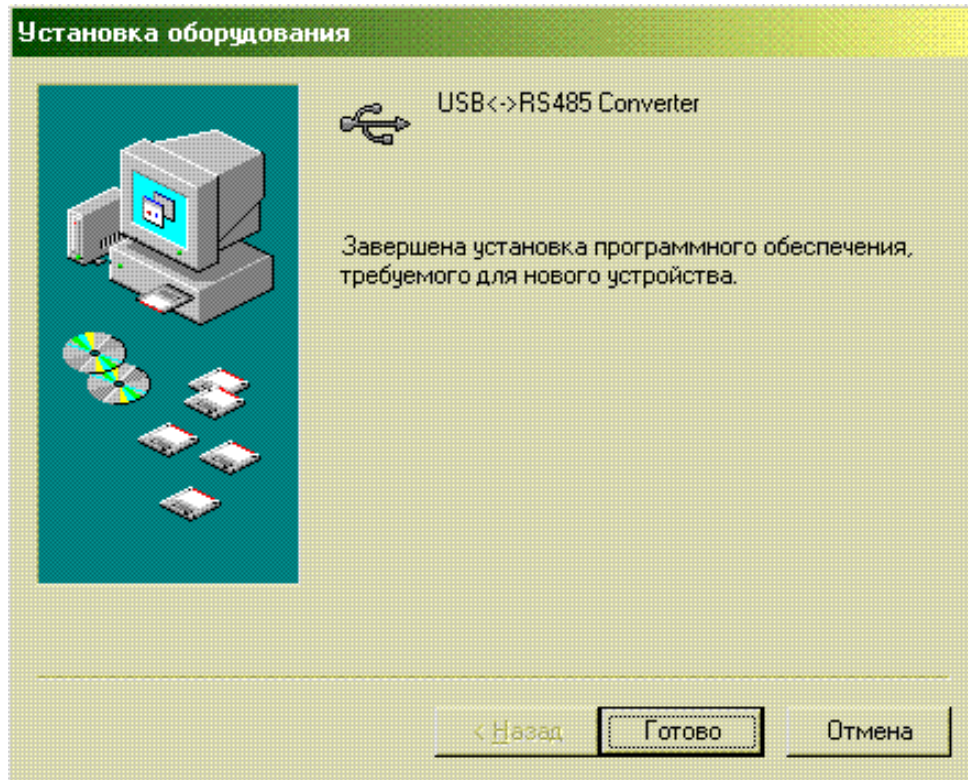 Установка оборудования
USB<->RS485 Converter
Завершена установка программного обеспечения,
требуемого для нового устройства.
< Назад
Готово
Отмена